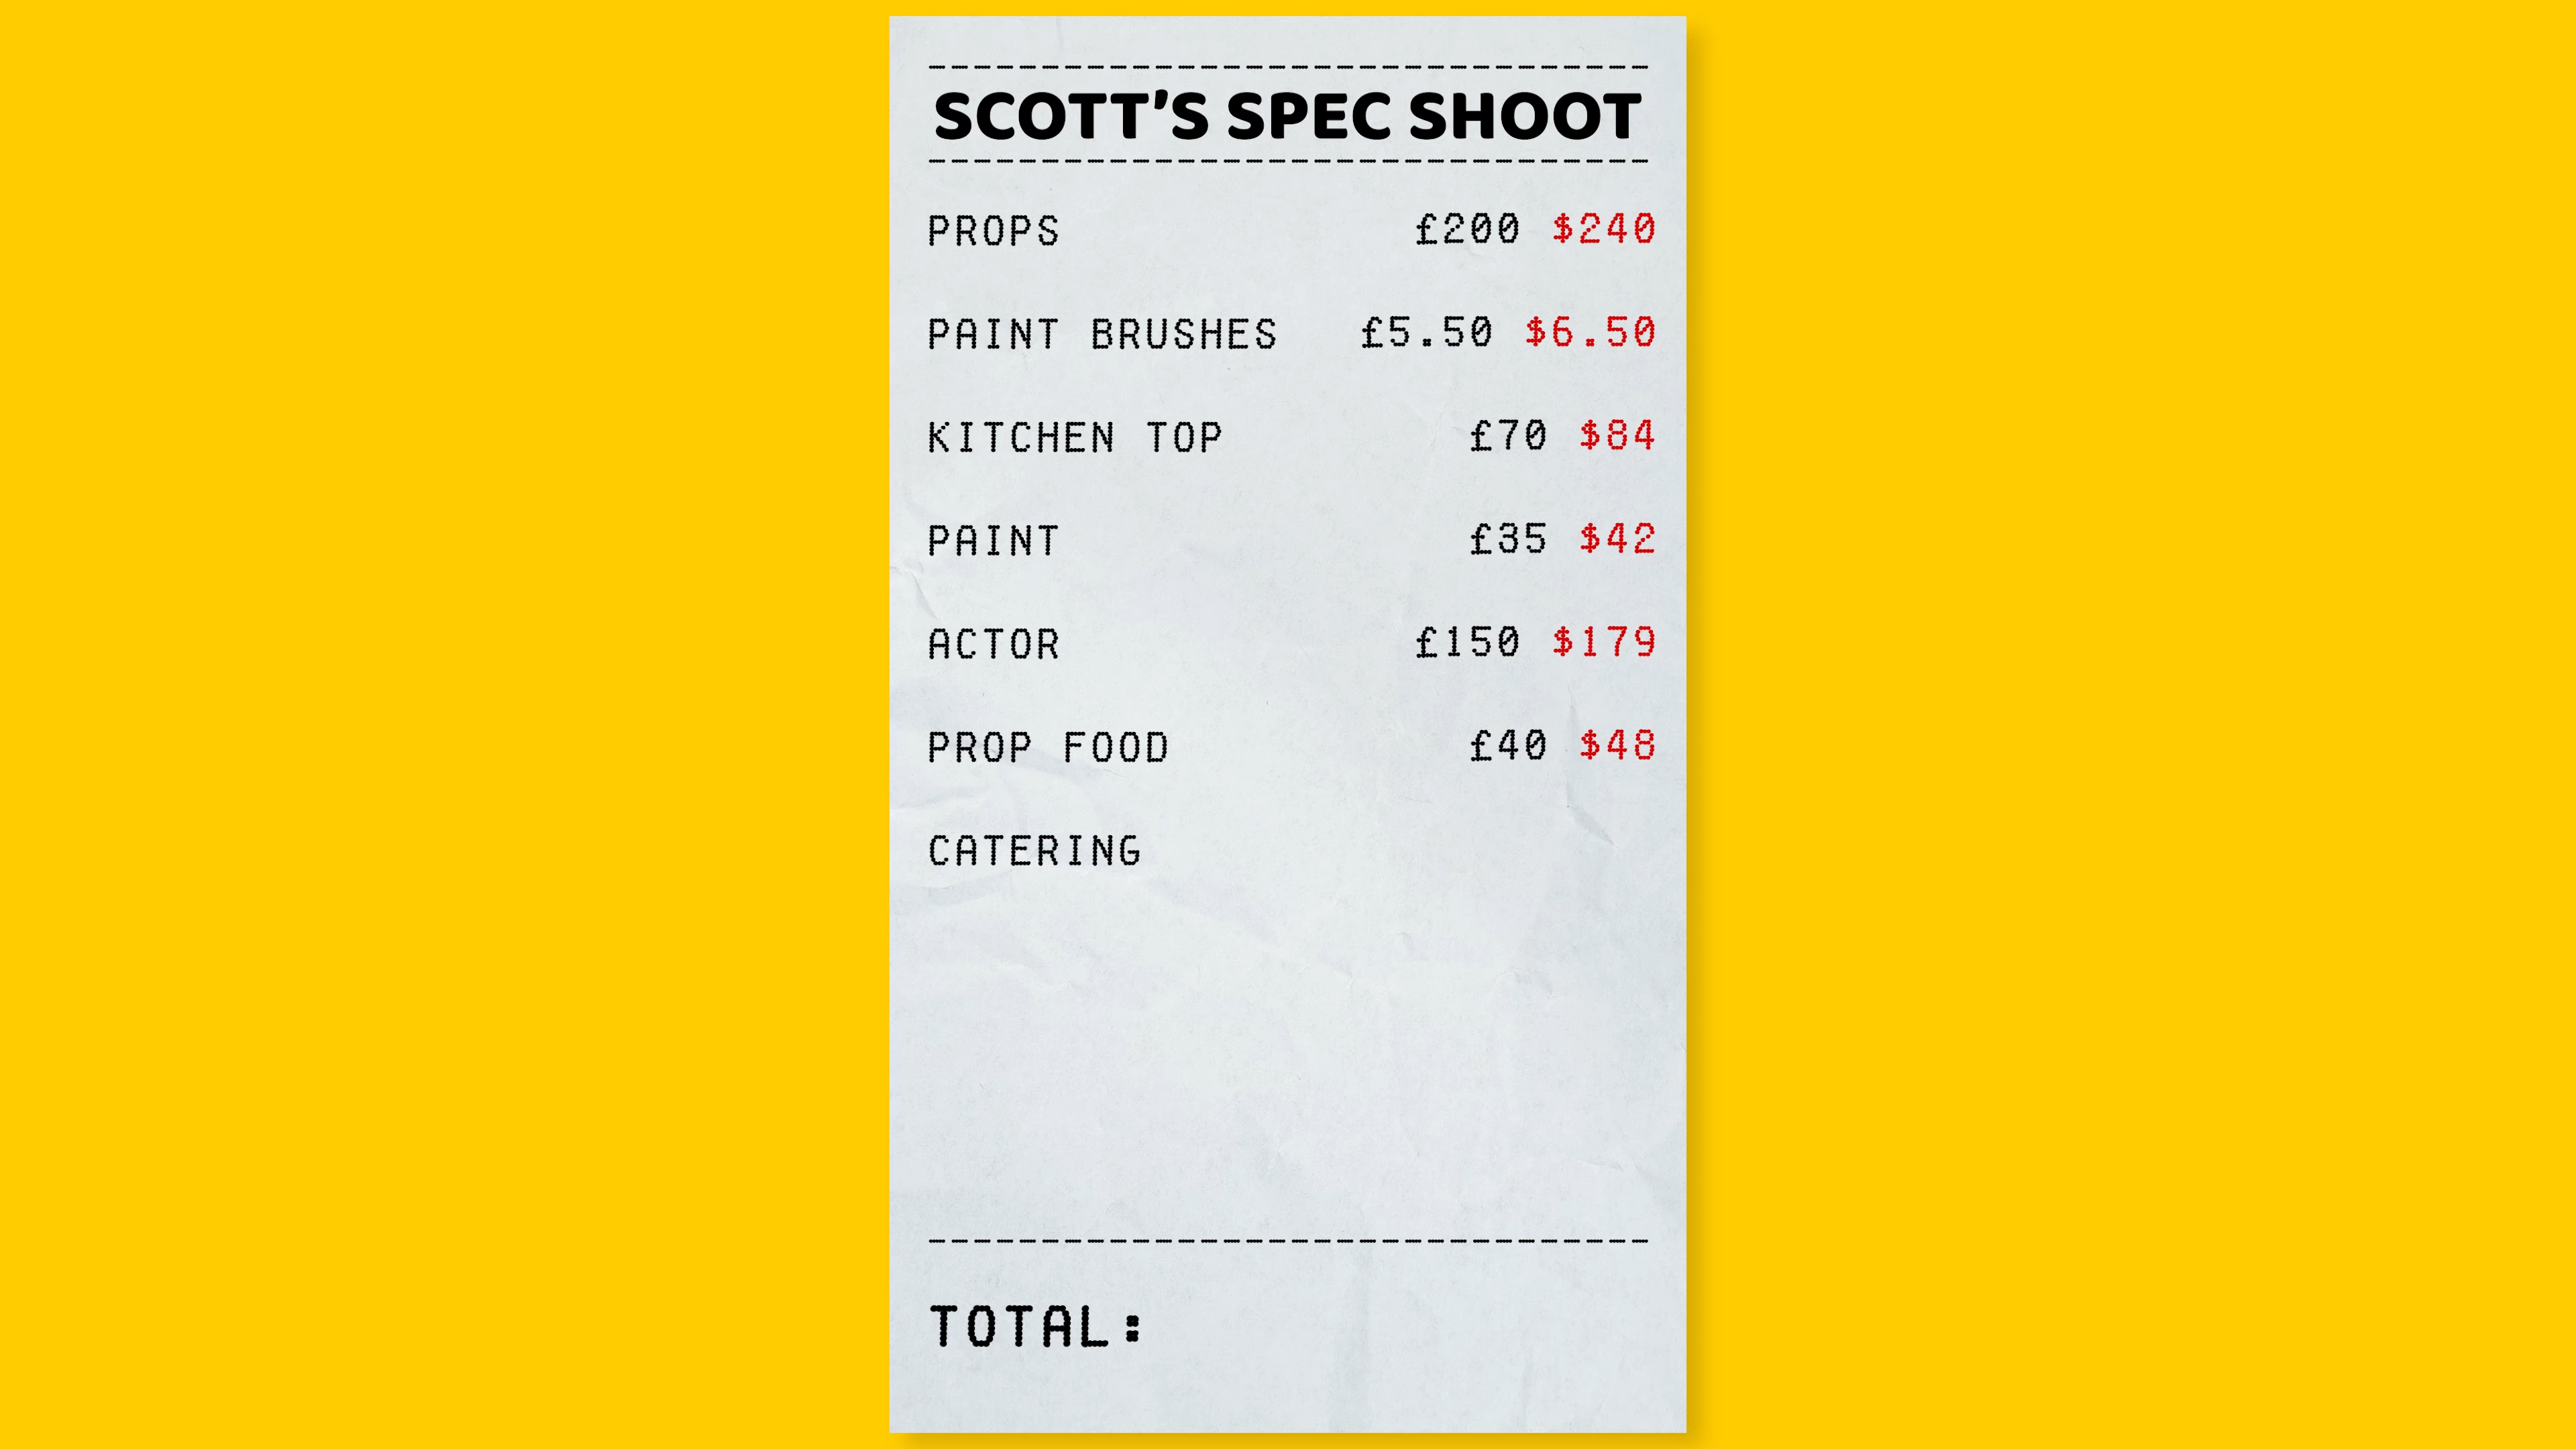 SCOTT'S SPEC SHOOT
PROPS £200 $240
PAINT BRUSHES £5.50 $6.50
KITCHEN TOP £70 $84
PAINT £35 $42
ACTOR £150 $179
PROP FOOD £40 $48
CATERING
TOTAL: